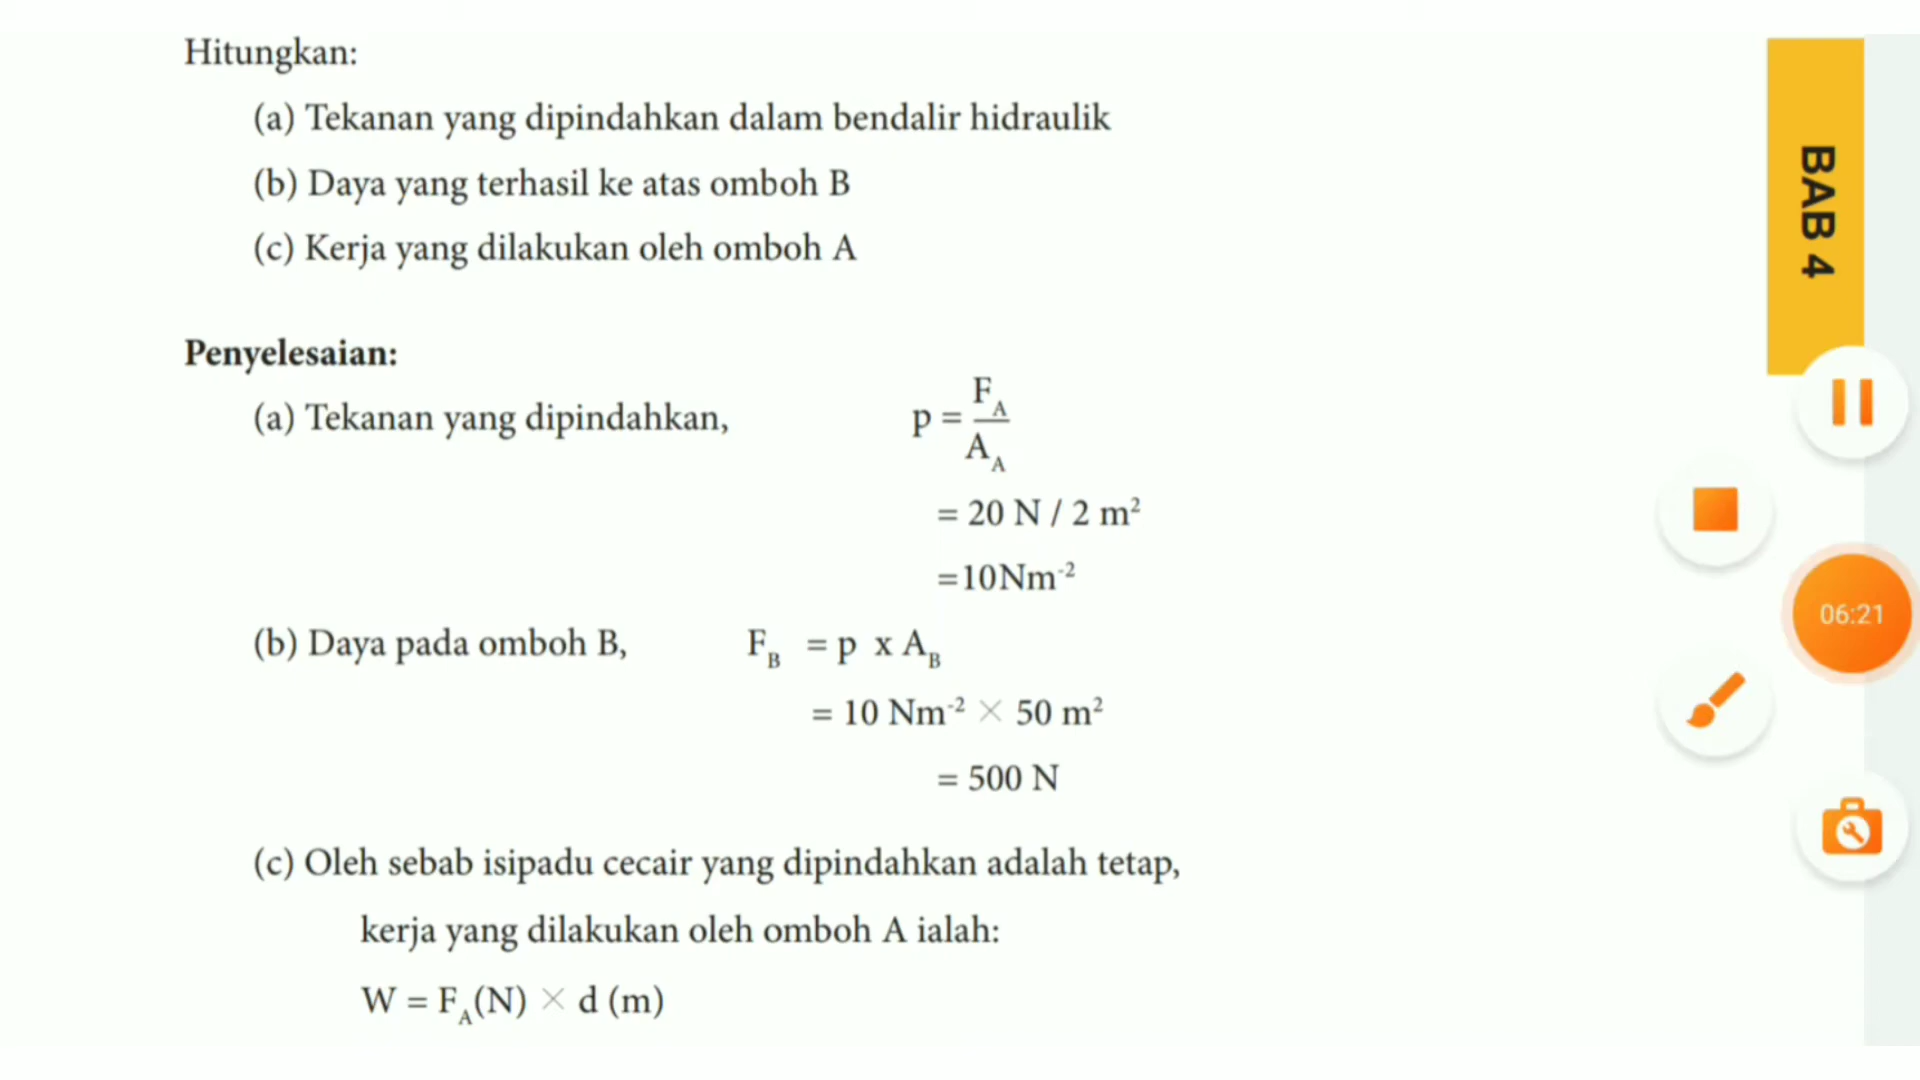 Hitungkan:
(a) Tekanan yang dipindahkan dalam bendalir hidraulik
(b) Daya yang terhasil ke atas omboh B
(c) Kerja yang dilakukan oleh omboh A
Penyelesaian:
(a) Tekanan yang dipindahkan, p = F_A / A_A
= 20 N / 2 m²
=10Nm⁻²
(b) Daya pada omboh B, F_B = p x A_B
= 10 Nm⁻² × 50 m²
= 500 N
(c) Oleh sebab isipadu cecair yang dipindahkan adalah tetap,
kerja yang dilakukan oleh omboh A ialah:
W = F_A(N) × d (m)
BAB 4
06:21